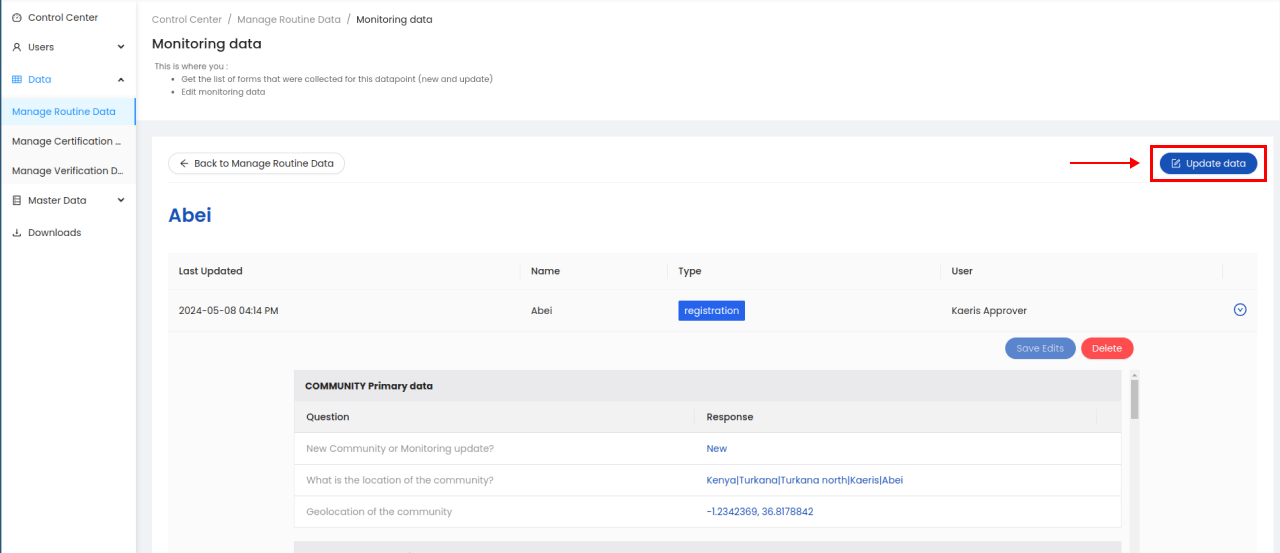 Control Center
Users
Data
Manage Routine Data
Manage Certification ...
Manage Verification D...
Master Data
Downloads
Control Center / Manage Routine Data / Monitoring data
Monitoring data
This is where you :
Get the list of forms that were collected for this datapoint (new and update)
Edit monitoring data
Back to Manage Routine Data
Update data
Abei
Last Updated Name Type User
2024-05-08 04:14 PM Abei registration Kaeris Approver
Save Edits Delete
COMMUNITY Primary data
Question Response
New Community or Monitoring update? New
What is the location of the community? Kenya|Turkana|Turkana north|Kaeris|Abei
Geolocation of the community -1.2342369, 36.8178842